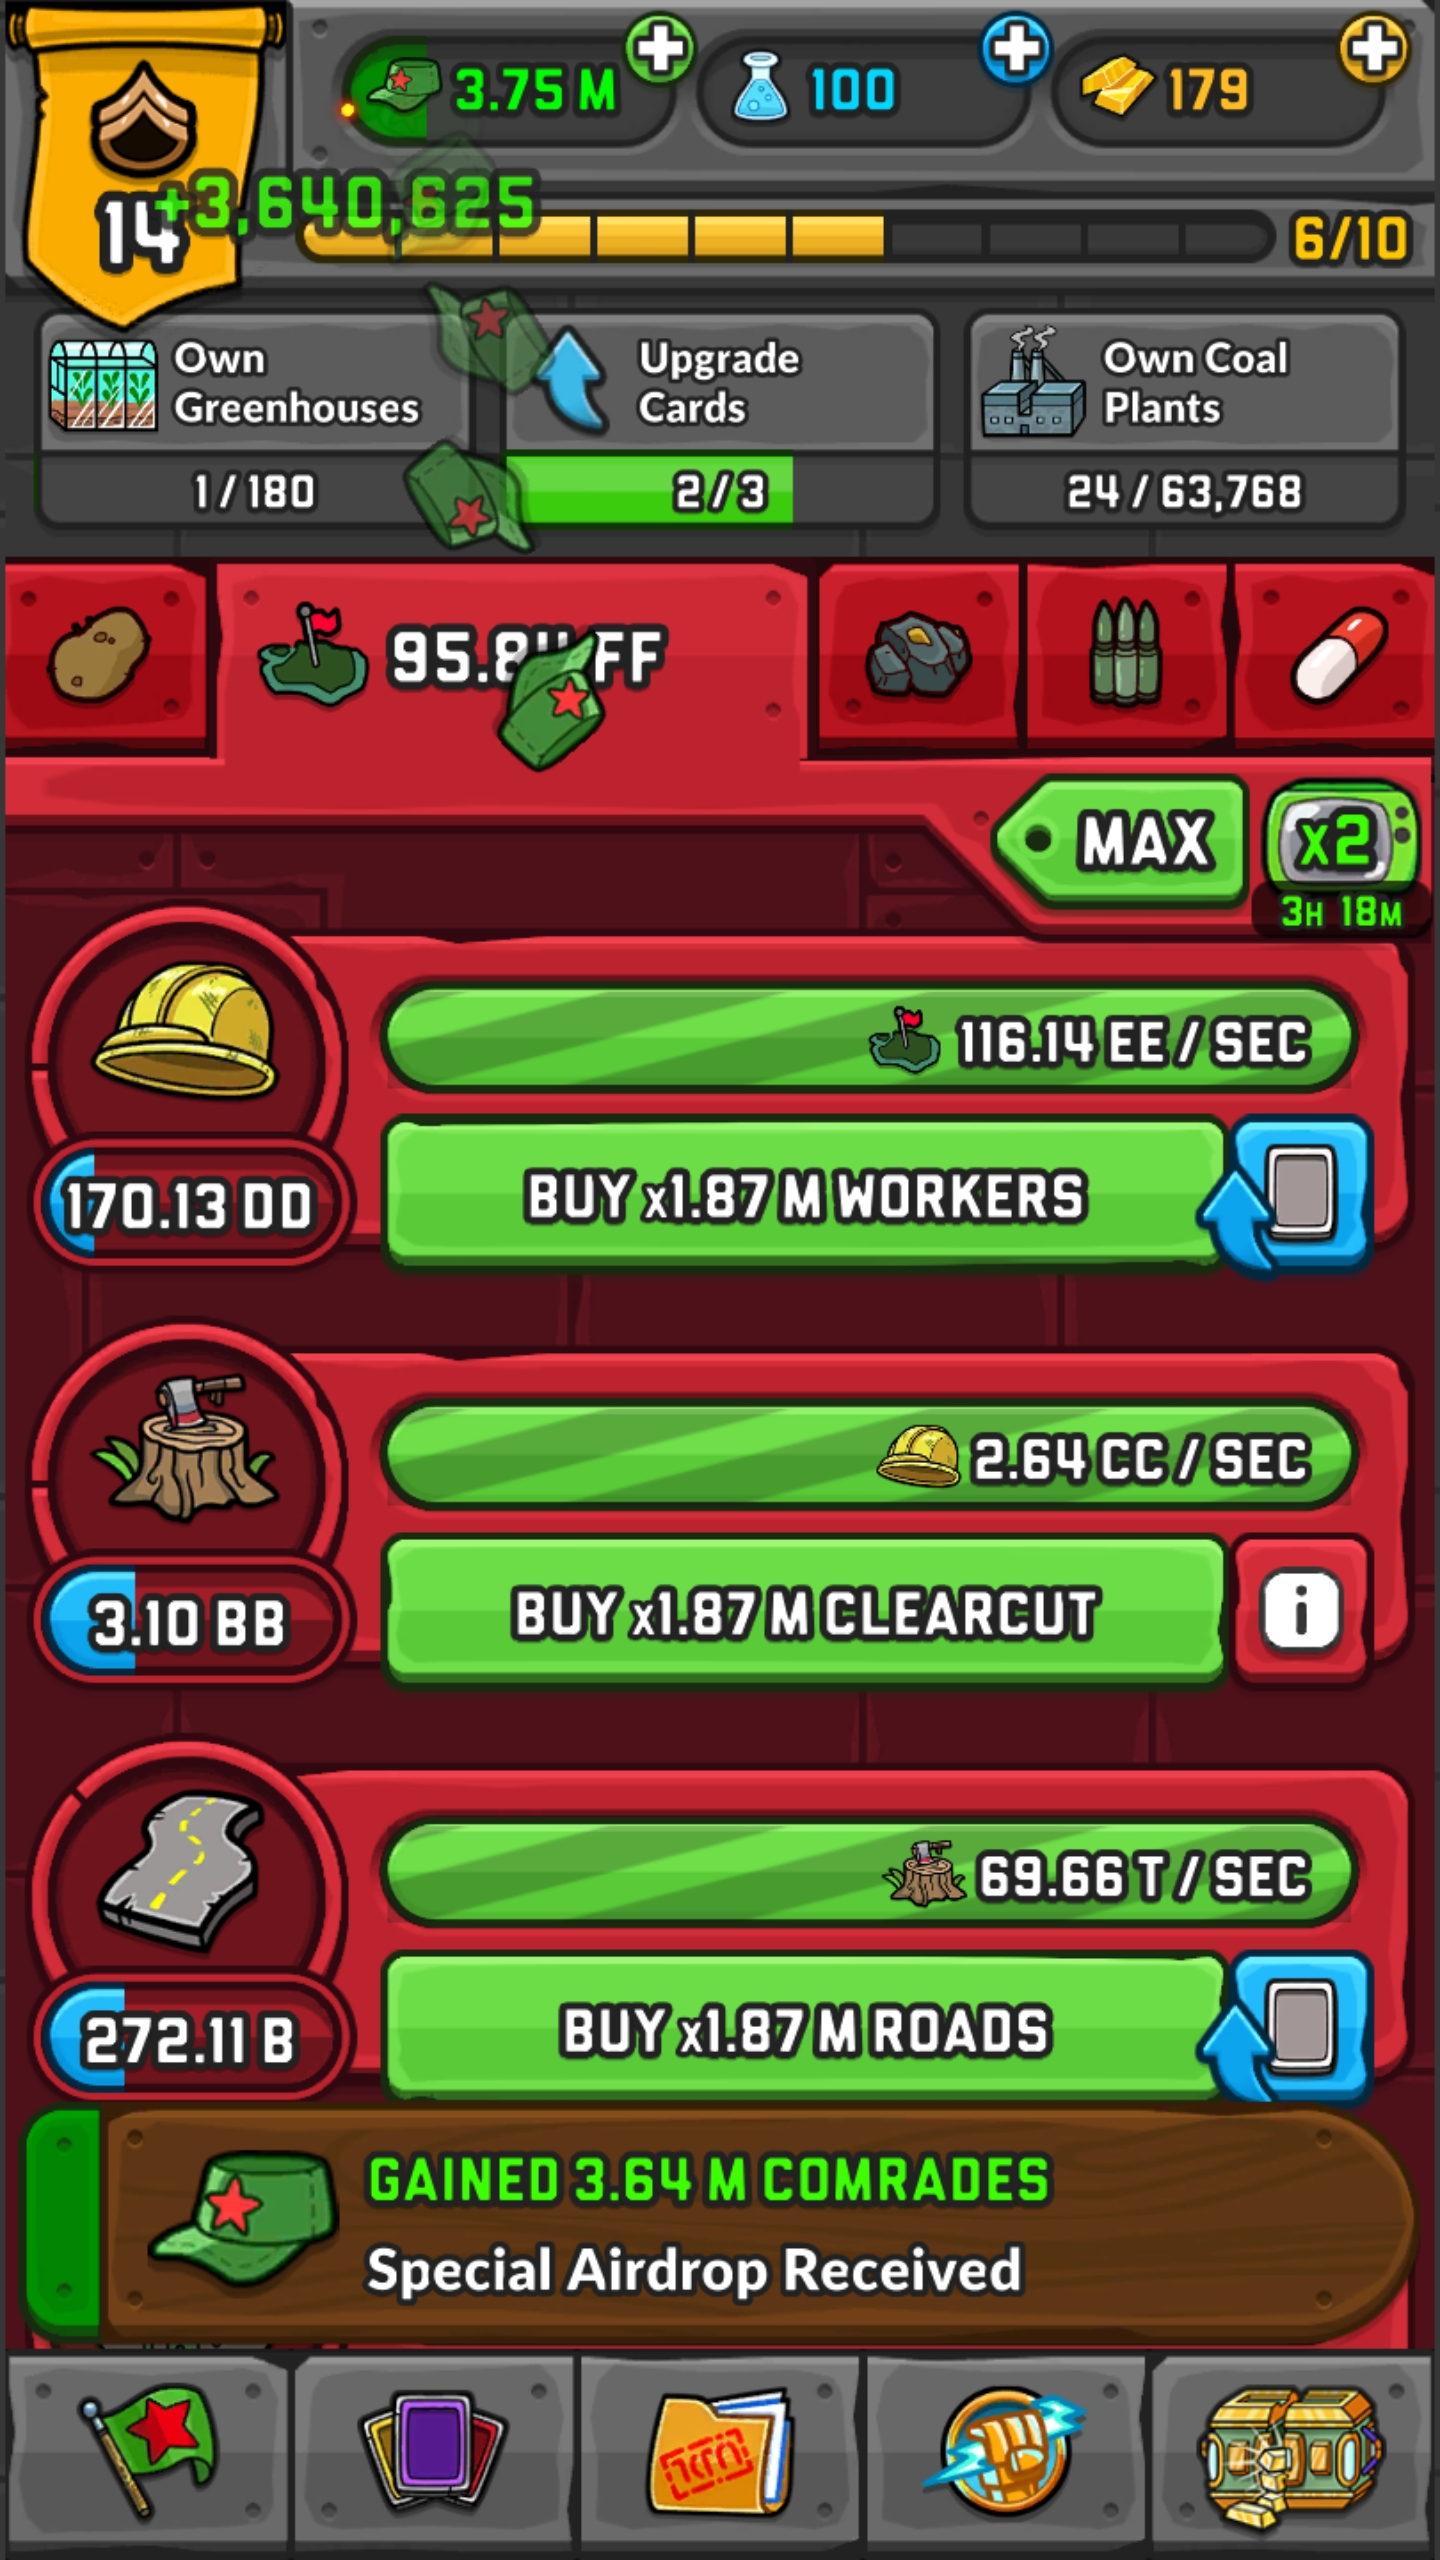 3.75 M
100
179
14
+3,640,625
6/10
Own
Greenhouses
Upgrade
Cards
Own Coal
Plants
1 / 180
2 / 3
24 / 63,768
MAX
x2
3H 18M
116.14 EE / SEC
170.13 DD
BUY x1.87 M WORKERS
2.64 CC / SEC
3.10 BB
BUY x1.87 M CLEARCUT
i
69.66 T / SEC
272.11 B
BUY x1.87 M ROADS
GAINED 3.64 M COMRADES
Special Airdrop Received